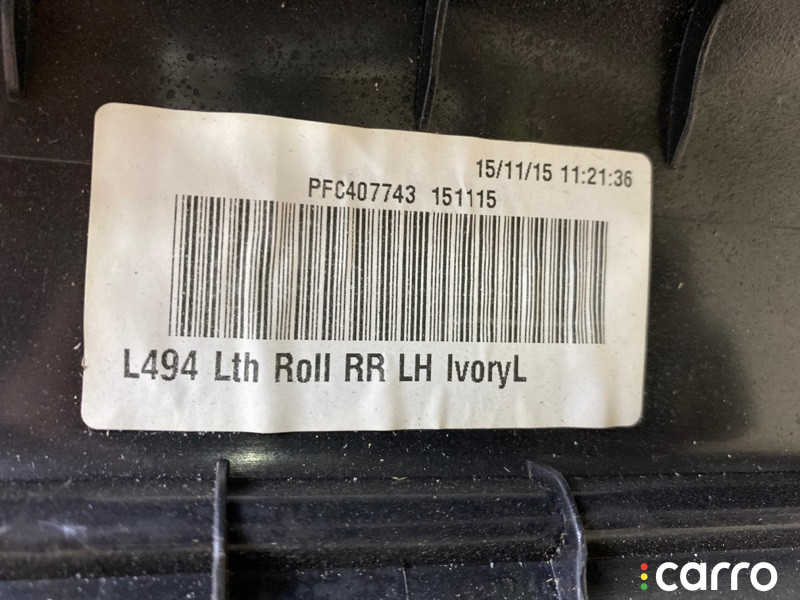 15/11/15 11:21:36
PFC407743 151115
L494 Lth Roll RR LH IvoryL
carro